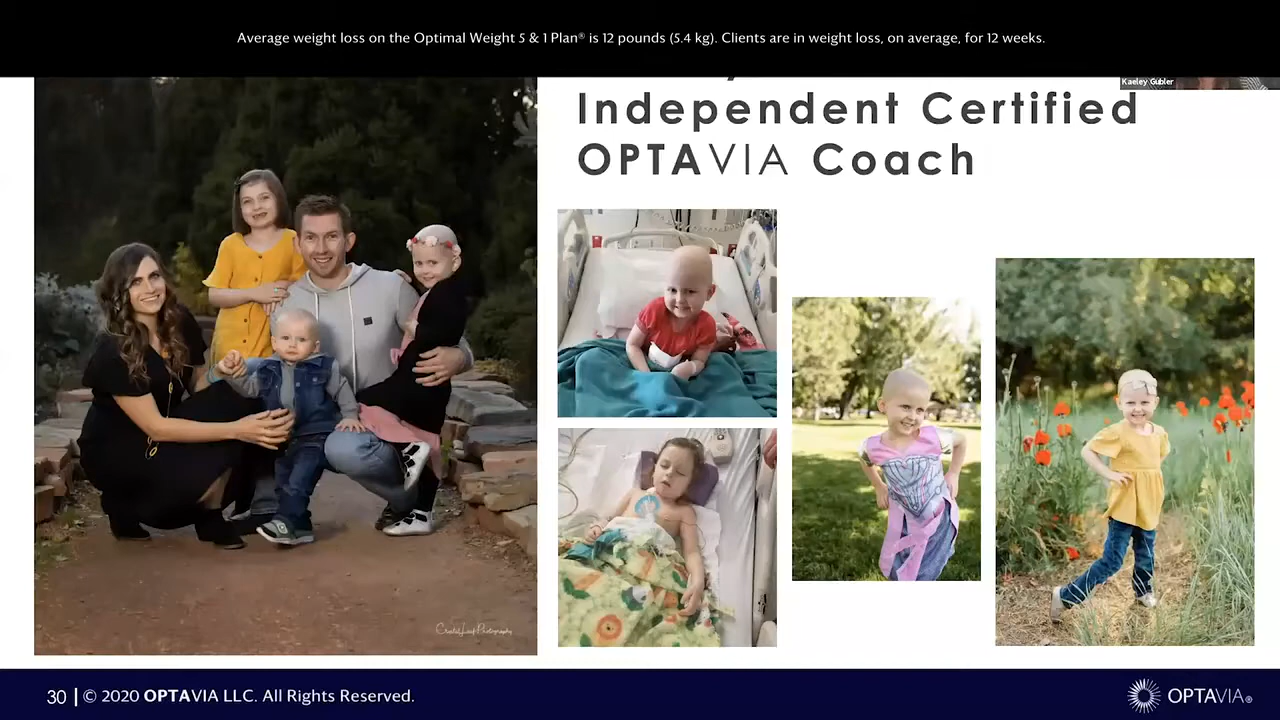 Average weight loss on the Optimal Weight 5 & 1 Plan® is 12 pounds (5.4 kg). Clients are in weight loss, on average, for 12 weeks.
Kaeley Gubler
Independent Certified
OPTAVIA Coach
30 | © 2020 OPTAVIA LLC. All Rights Reserved.
OPTAVIA®